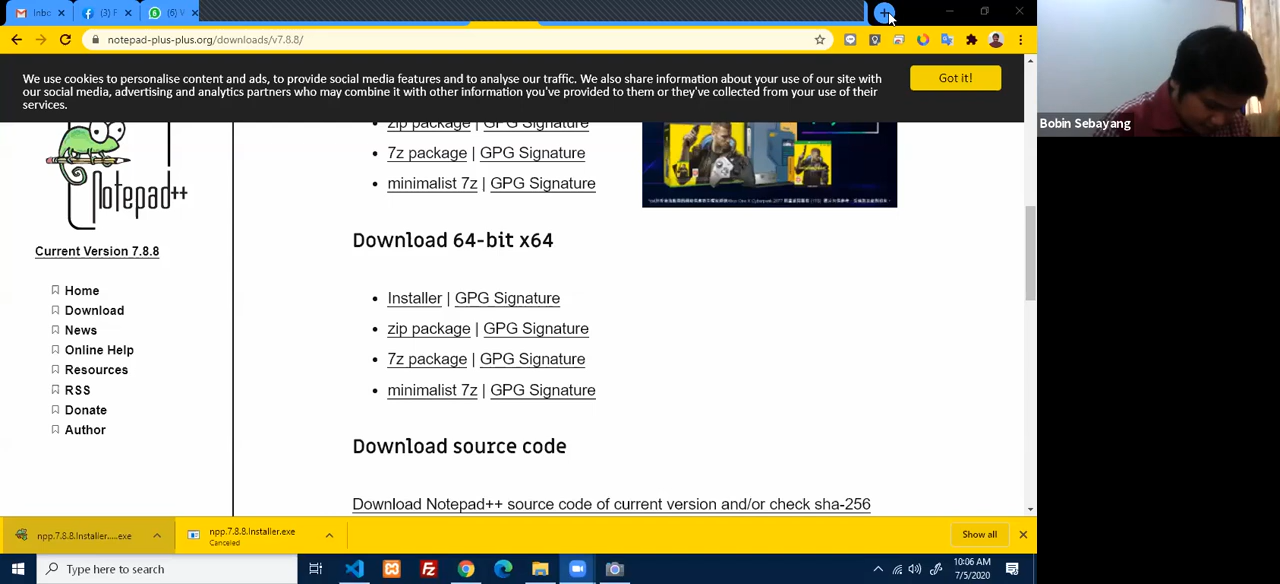 Inbo
(3) F
(6) V
notepad-plus-plus.org/downloads/v7.8.8/
We use cookies to personalise content and ads, to provide social media features and to analyse our traffic. We also share information about your use of our site with
our social media, advertising and analytics partners who may combine it with other information you've provided to them or they've collected from your use of their
services.
Got it!
Bobin Sebayang
Notepad++
Current Version 7.8.8
Home
Download
News
Online Help
Resources
RSS
Donate
Author
zip package | GPG Signature
7z package | GPG Signature
minimalist 7z | GPG Signature
Download 64-bit x64
Installer | GPG Signature
zip package | GPG Signature
7z package | GPG Signature
minimalist 7z | GPG Signature
Download source code
Download Notepad++ source code of current version and/or check sha-256
npp.7.8.8.Installer.....exe
npp.7.8.8.Installer.exe
Canceled
Show all
Type here to search
10:06 AM
7/5/2020